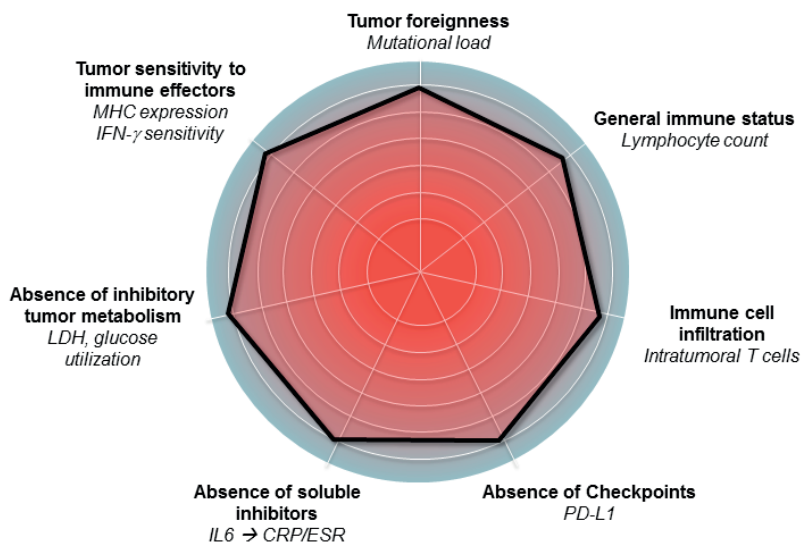 Tumor foreignness
Mutational load
Tumor sensitivity to
immune effectors
MHC expression
IFN-γ sensitivity
General immune status
Lymphocyte count
Absence of inhibitory
tumor metabolism
LDH, glucose
utilization
Immune cell
infiltration
Intratumoral T cells
Absence of soluble
inhibitors
IL6 → CRP/ESR
Absence of Checkpoints
PD-L1